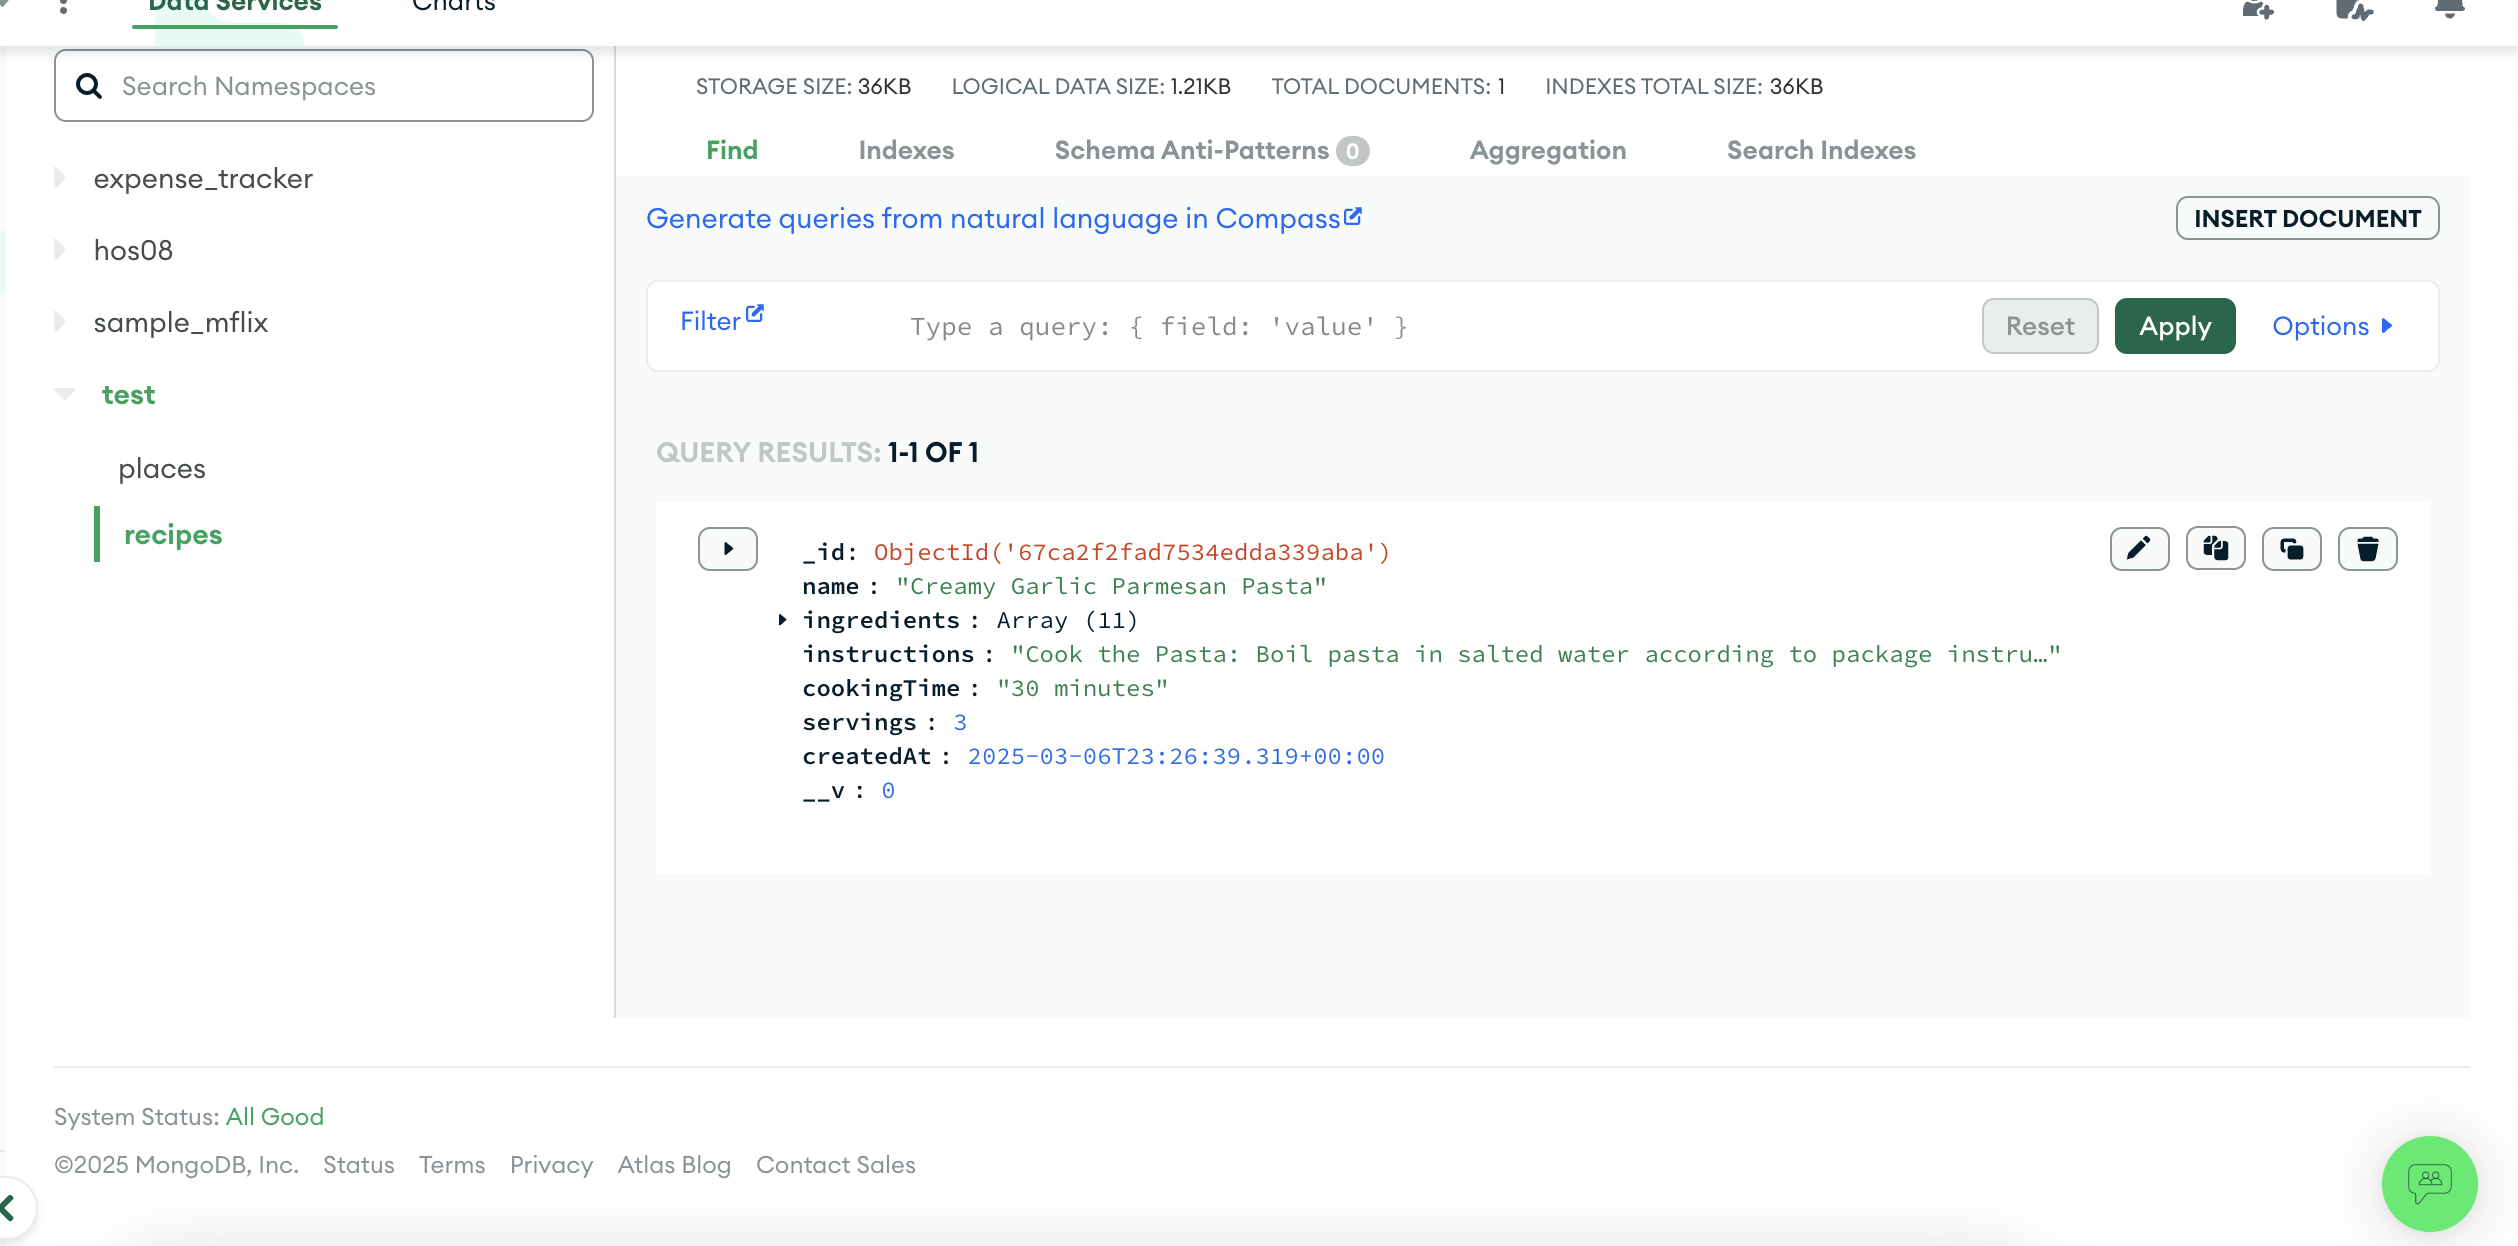 Data Services Charts
Search Namespaces
expense_tracker
hos08
sample_mflix
test
places
recipes
STORAGE SIZE: 36KB LOGICAL DATA SIZE: 1.21KB TOTAL DOCUMENTS: 1 INDEXES TOTAL SIZE: 36KB
Find Indexes Schema Anti-Patterns 0 Aggregation Search Indexes
Generate queries from natural language in Compass
INSERT DOCUMENT
Filter Type a query: { field: 'value' } Reset Apply Options
QUERY RESULTS: 1-1 OF 1
_id: ObjectId('67ca2f2fad7534edda339aba')
name : "Creamy Garlic Parmesan Pasta"
ingredients : Array (11)
instructions : "Cook the Pasta: Boil pasta in salted water according to package instru…"
cookingTime : "30 minutes"
servings : 3
createdAt : 2025-03-06T23:26:39.319+00:00
__v : 0
System Status: All Good
©2025 MongoDB, Inc. Status Terms Privacy Atlas Blog Contact Sales